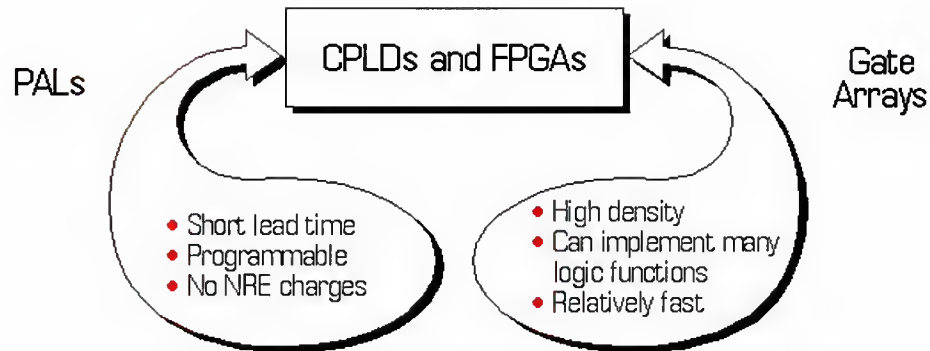 CPLDs and FPGAs
PALs
Gate
Arrays
• Short lead time
• Programmable
• No NRE charges
• High density
• Can implement many
logic functions
• Relatively fast